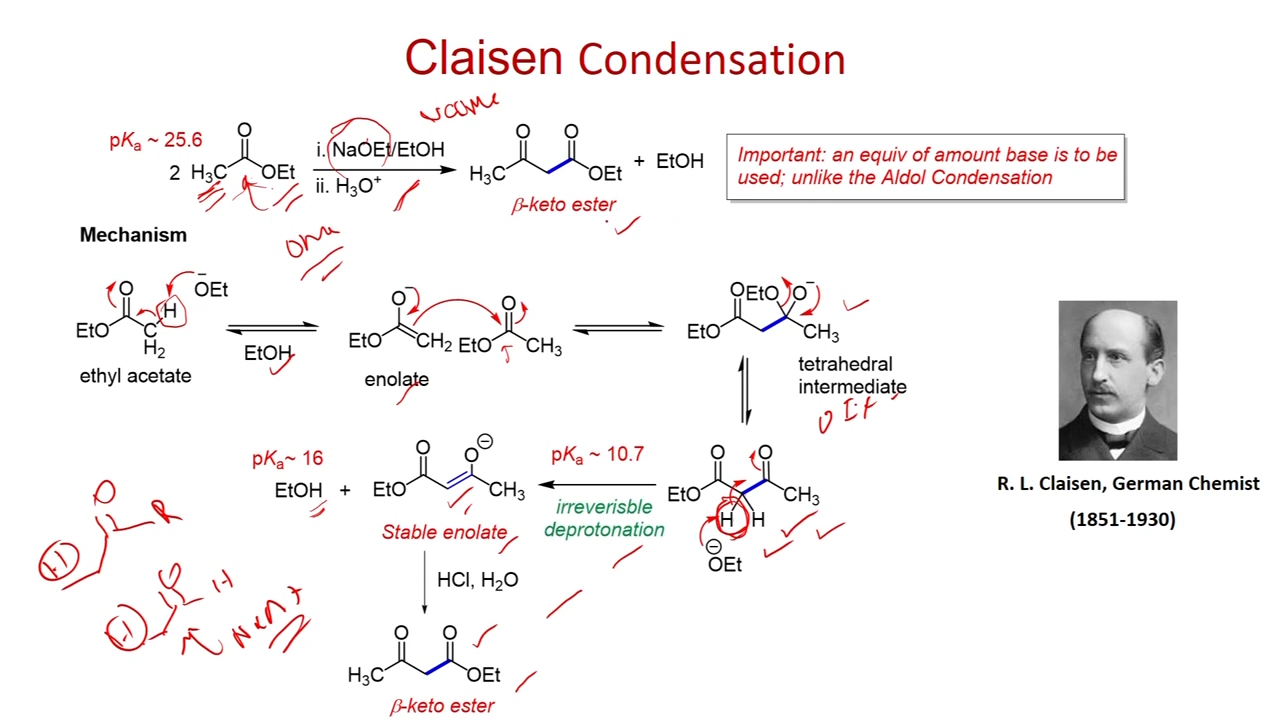 Claisen Condensation
pKa ~ 25.6
2 H3C
O
OEt
i. NaOEt/EtOH
ii. H3O+
O O
H3C
OEt
+ EtOH
β-keto ester
Important: an equiv of amount base is to be
used; unlike the Aldol Condensation
Mechanism
O
H
−
OEt
EtO
C
H2
ethyl acetate
EtOH
O−
EtO
CH2
enolate
O
EtO
CH3
O
EtO
O−
EtO
CH3
tetrahedral
intermediate
pKa~ 16
EtOH
+
O
O⊖
EtO
CH3
Stable enolate
pKa ~ 10.7
irreverisble
deprotonation
O O
EtO
CH3
H H
⊖
OEt
R. L. Claisen, German Chemist
(1851-1930)
O
R
H
O
H
H
HCl, H2O
O O
H3C
OEt
β-keto ester